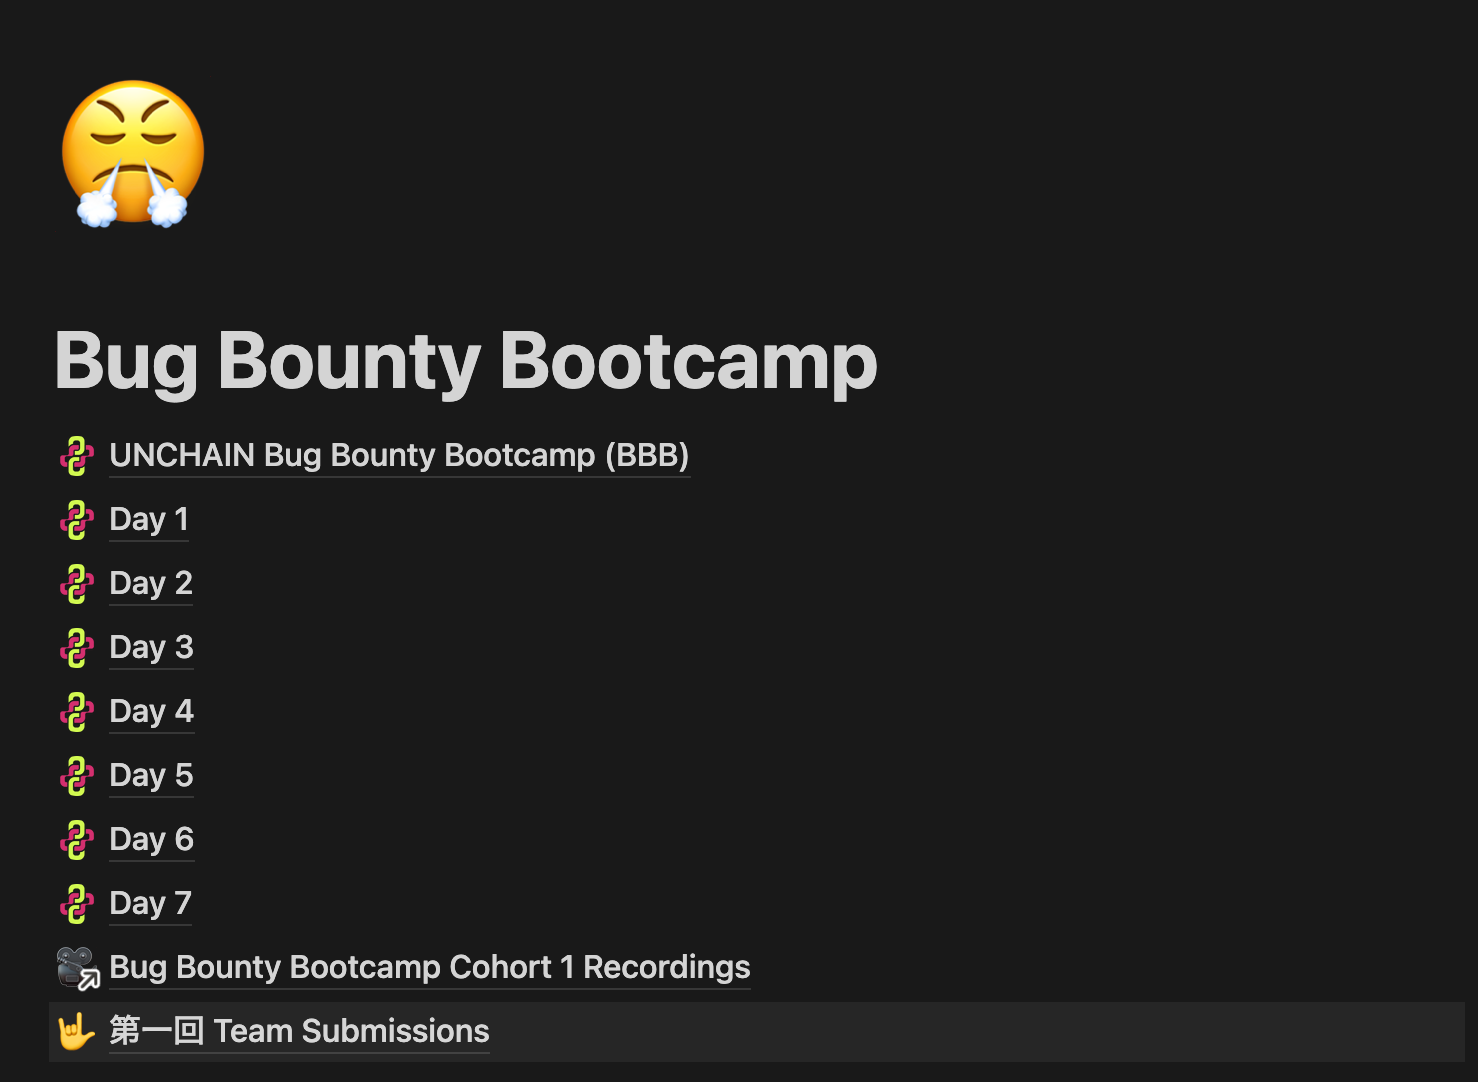 Bug Bounty Bootcamp
UNCHAIN Bug Bounty Bootcamp (BBB)
Day 1
Day 2
Day 3
Day 4
Day 5
Day 6
Day 7
Bug Bounty Bootcamp Cohort 1 Recordings
第一回 Team Submissions